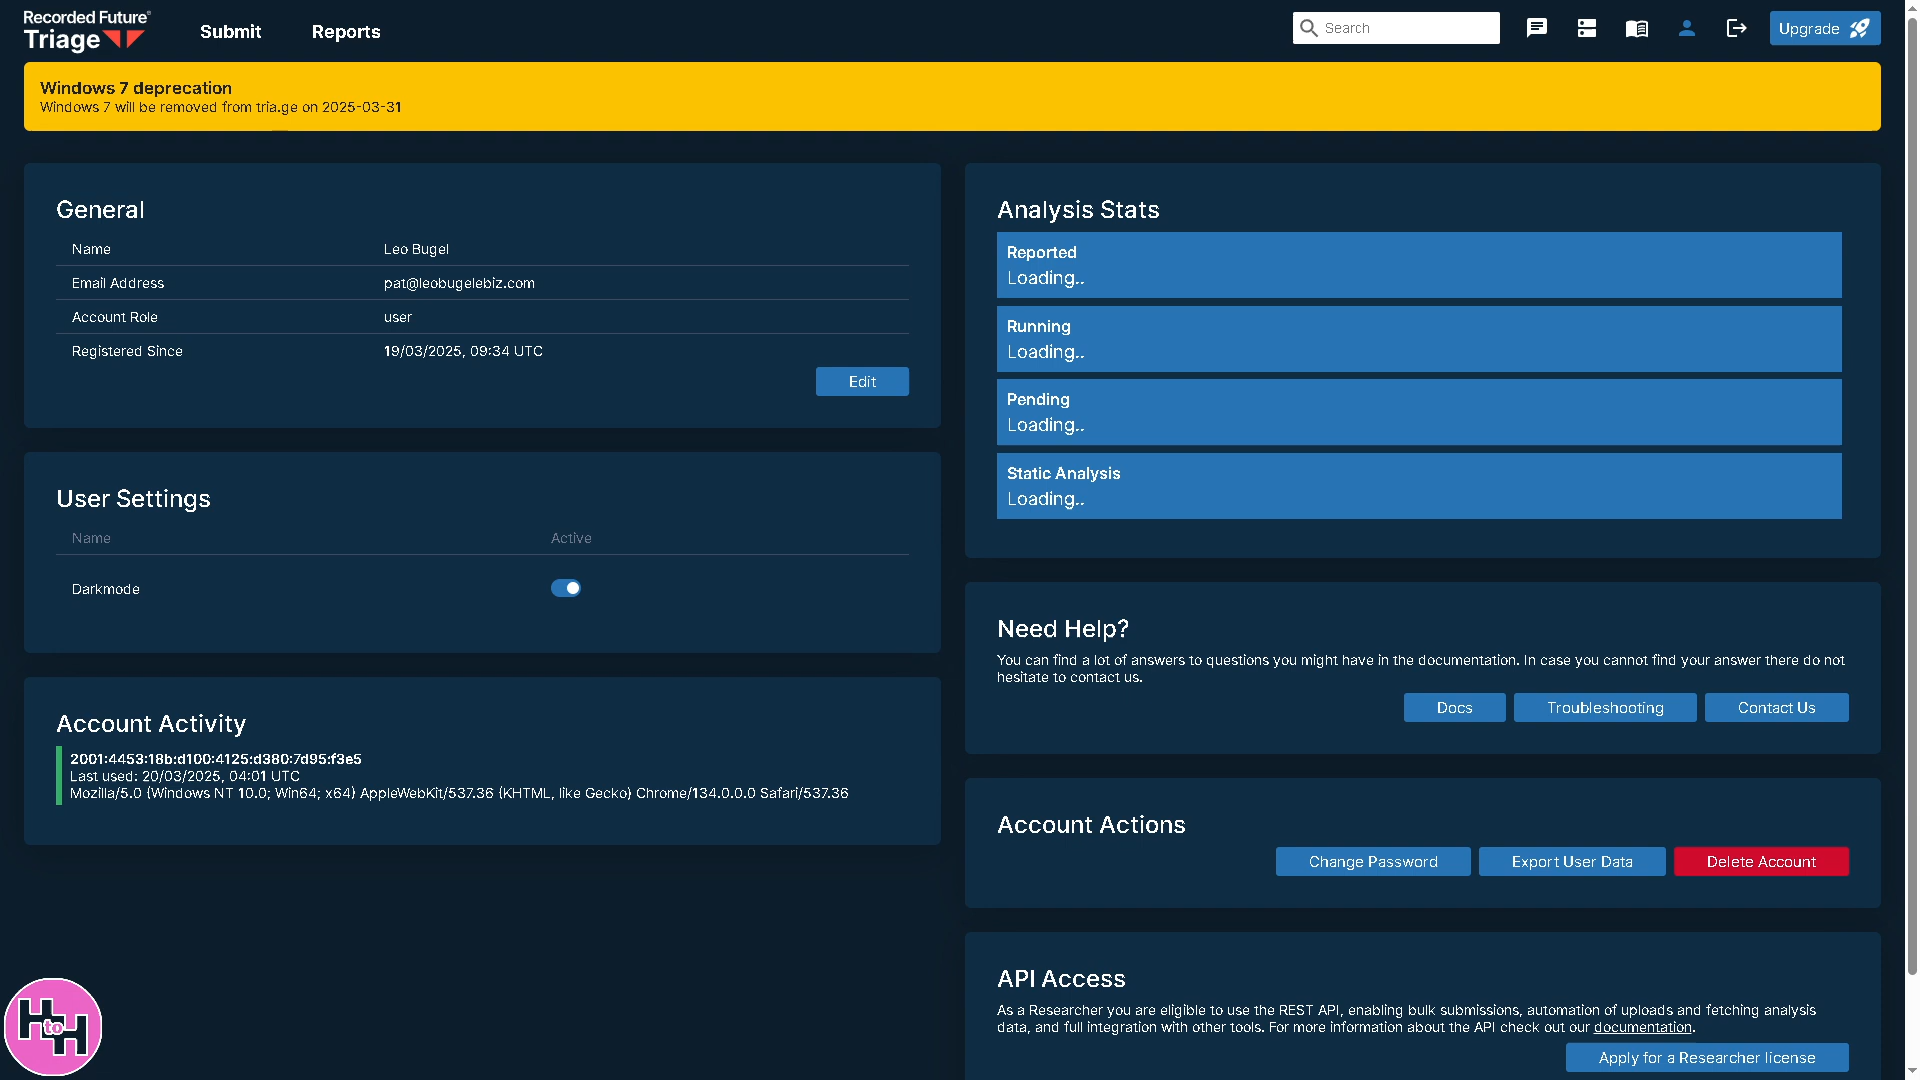 Recorded Future®
Triage
Submit
Reports
Search
Upgrade
Windows 7 deprecation
Windows 7 will be removed from tria.ge on 2025-03-31
General
Name
Leo Bugel
Email Address
pat@leobugelebiz.com
Account Role
user
Registered Since
19/03/2025, 09:34 UTC
Edit
User Settings
Name
Active
Darkmode
Account Activity
2001:4453:18b:d100:4125:d380:7d95:f3e5
Last used: 20/03/2025, 04:01 UTC
Mozilla/5.0 (Windows NT 10.0; Win64; x64) AppleWebKit/537.36 (KHTML, like Gecko) Chrome/134.0.0.0 Safari/537.36
H to H
Analysis Stats
Reported
Loading..
Running
Loading..
Pending
Loading..
Static Analysis
Loading..
Need Help?
You can find a lot of answers to questions you might have in the documentation. In case you cannot find your answer there do not
hesitate to contact us.
Docs
Troubleshooting
Contact Us
Account Actions
Change Password
Export User Data
Delete Account
API Access
As a Researcher you are eligible to use the REST API, enabling bulk submissions, automation of uploads and fetching analysis
data, and full integration with other tools. For more information about the API check out our documentation.
Apply for a Researcher license